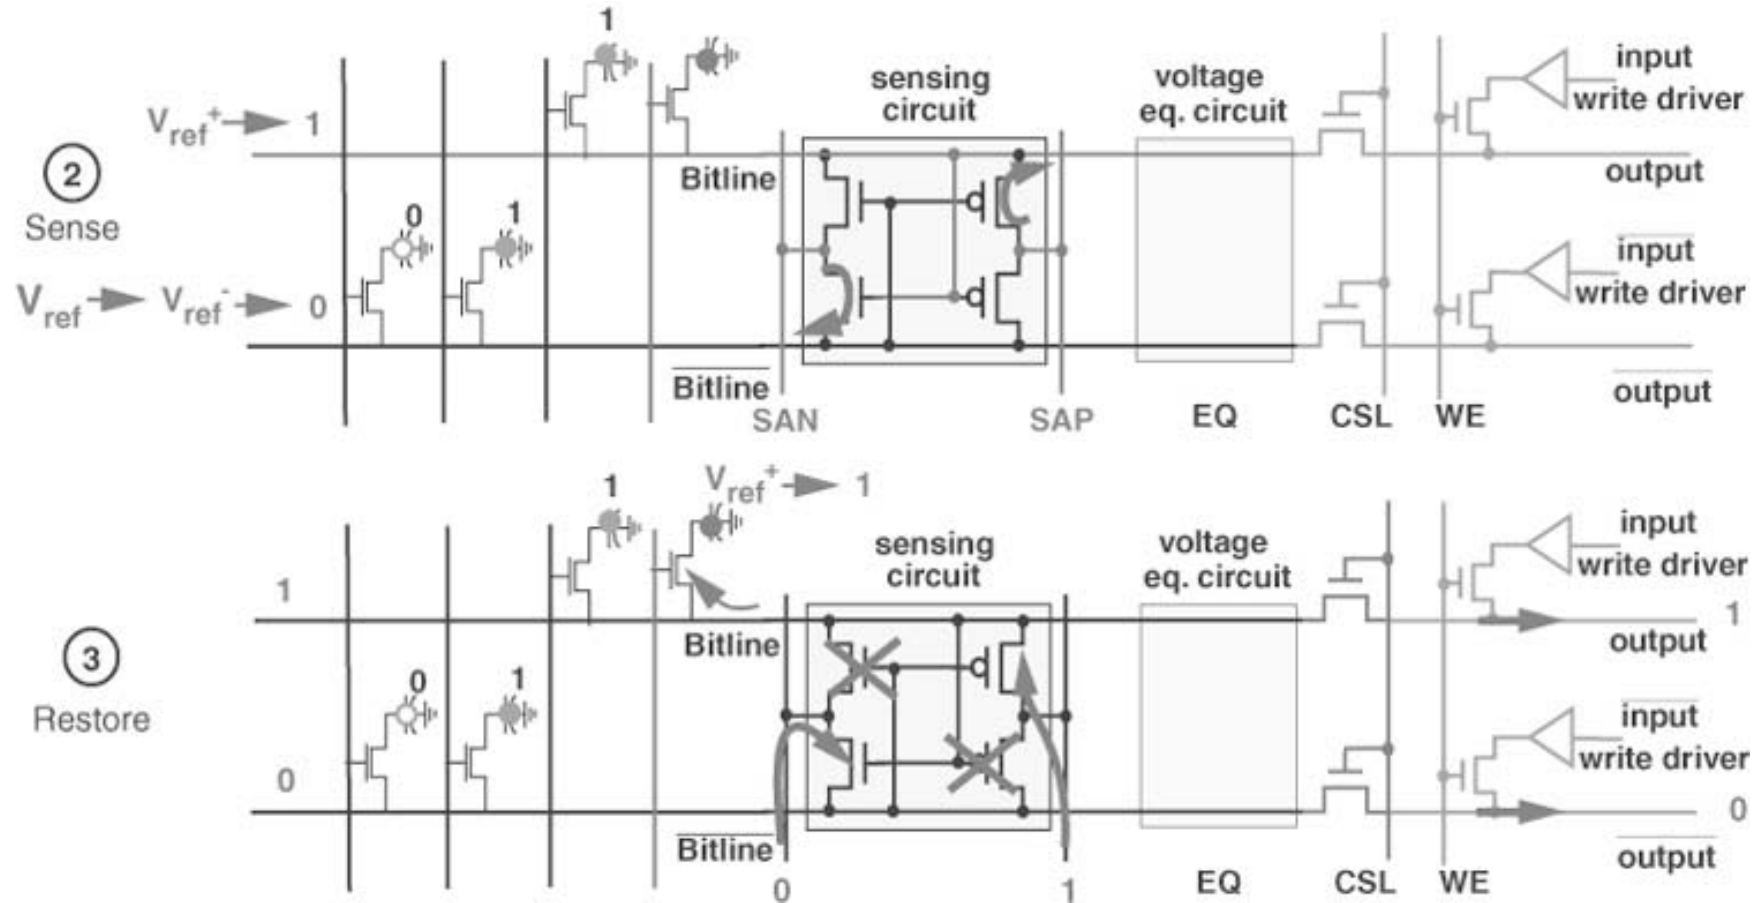 1
sensing
circuit
voltage
eq. circuit
input
write driver
Vref+ 1
Bitline
output
2
Sense
0 1
input
write driver
Vref Vref- 0
Bitline
output
SAN SAP EQ CSL WE
Vref+ 1
1
sensing
circuit
voltage
eq. circuit
input
write driver
1
Bitline
output
1
3
Restore
0 1
input
write driver
0
0
Bitline
output
0 1 EQ CSL WE